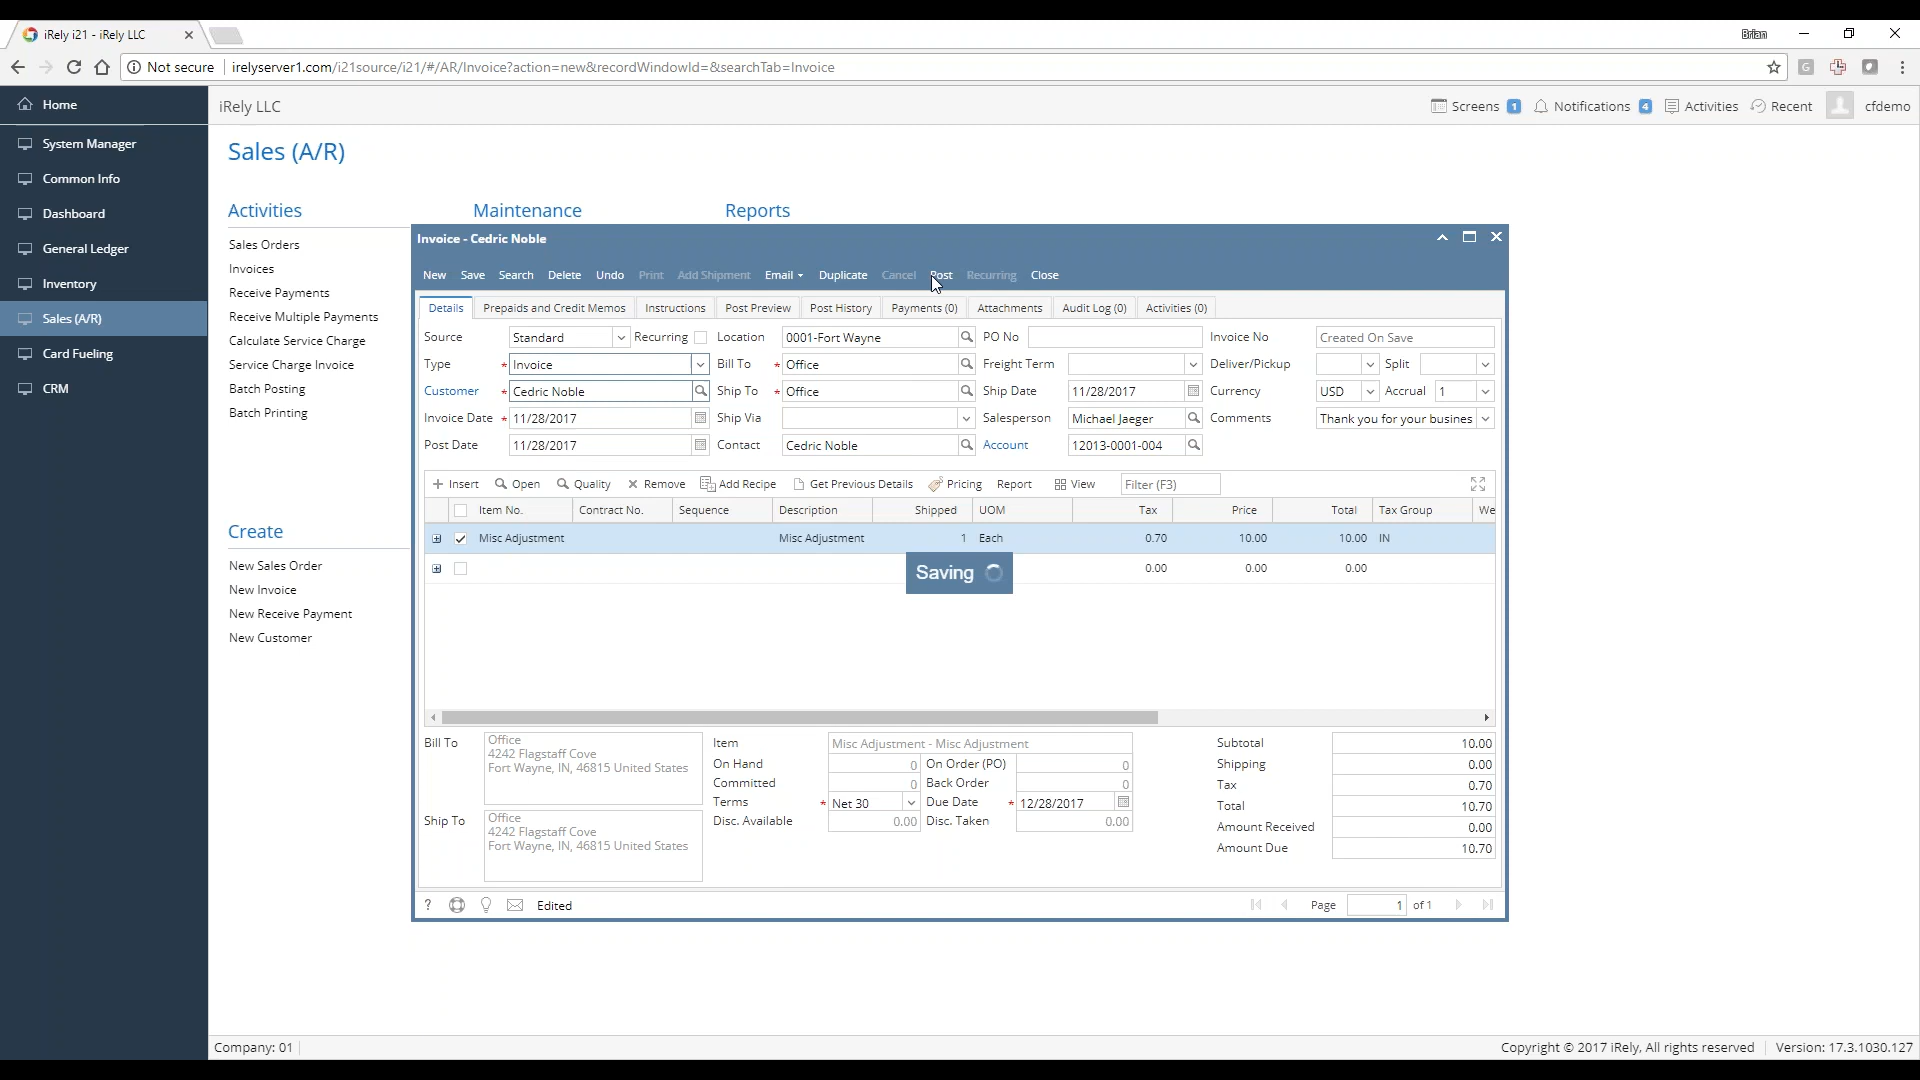 iRely i21 - iRely LLC
Brian
Not secure irelyserver1.com/i21source/i21/#/AR/Invoice?action=new&recordWindowId=&searchTab=Invoice
Home
iRely LLC
Screens 1 Notifications 4 Activities Recent cfdemo
System Manager
Common Info
Dashboard
General Ledger
Inventory
Sales (A/R)
Card Fueling
CRM
Sales (A/R)
Activities Maintenance Reports
Sales Orders
Invoices
Receive Payments
Receive Multiple Payments
Calculate Service Charge
Service Charge Invoice
Batch Posting
Batch Printing
Create
New Sales Order
New Invoice
New Receive Payment
New Customer
Invoice - Cedric Noble
New Save Search Delete Undo Print Add Shipment Email Duplicate Cancel Post Recurring Close
Details Prepaids and Credit Memos Instructions Post Preview Post History Payments (0) Attachments Audit Log (0) Activities (0)
Source Standard Recurring Location 0001-Fort Wayne PO No Invoice No Created On Save
Type * Invoice Bill To * Office Freight Term Deliver/Pickup Split
Customer * Cedric Noble Ship To * Office Ship Date 11/28/2017 Currency USD Accrual 1
Invoice Date * 11/28/2017 Ship Via Salesperson Michael Jaeger Comments Thank you for your busines
Post Date 11/28/2017 Contact Cedric Noble Account 12013-0001-004
Insert Open Quality Remove Add Recipe Get Previous Details Pricing Report View Filter (F3)
Item No. Contract No. Sequence Description Shipped UOM Tax Price Total Tax Group We
Misc Adjustment Misc Adjustment 1 Each 0.70 10.00 10.00 IN
0.00 0.00 0.00
Saving
Bill To Office
4242 Flagstaff Cove
Fort Wayne, IN, 46815 United States
Ship To Office
4242 Flagstaff Cove
Fort Wayne, IN, 46815 United States
Item Misc Adjustment - Misc Adjustment
On Hand 0 On Order (PO) 0
Committed 0 Back Order 0
Terms * Net 30 Due Date * 12/28/2017
Disc. Available 0.00 Disc. Taken 0.00
Subtotal 10.00
Shipping 0.00
Tax 0.70
Total 10.70
Amount Received 0.00
Amount Due 10.70
? Edited Page 1 of 1
Company: 01 Copyright © 2017 iRely, All rights reserved Version: 17.3.1030.127